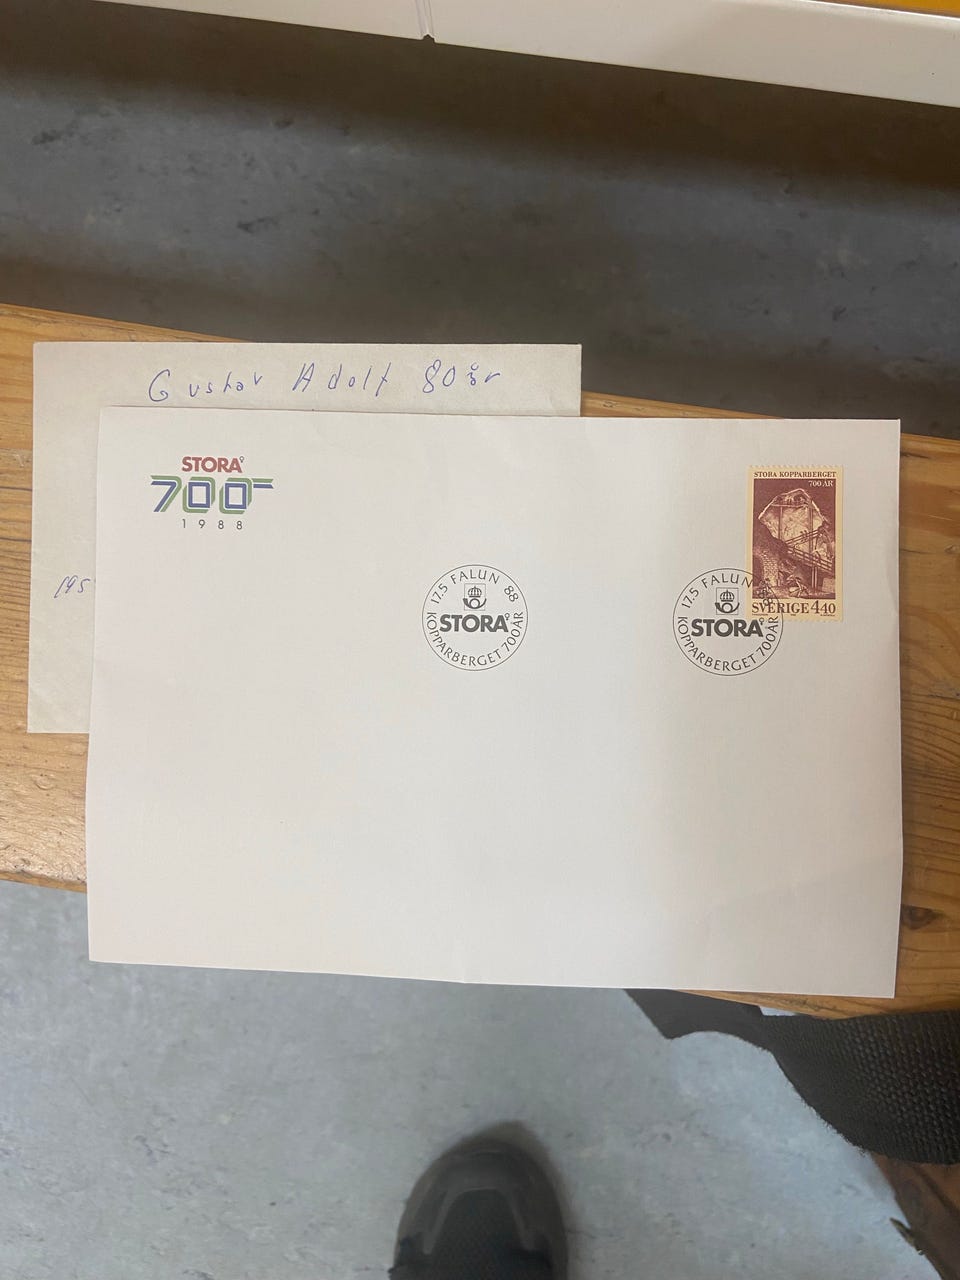 Gustav Adolf 80 år
195
STORA
700
1988
STORA KOPPARBERGET
700 ÅR
SVERIGE 4.40
17.5 FALUN 88
STORA
KOPPARBERGET 700 ÅR
17.5 FALUN 88
STORA
KOPPARBERGET 700 ÅR